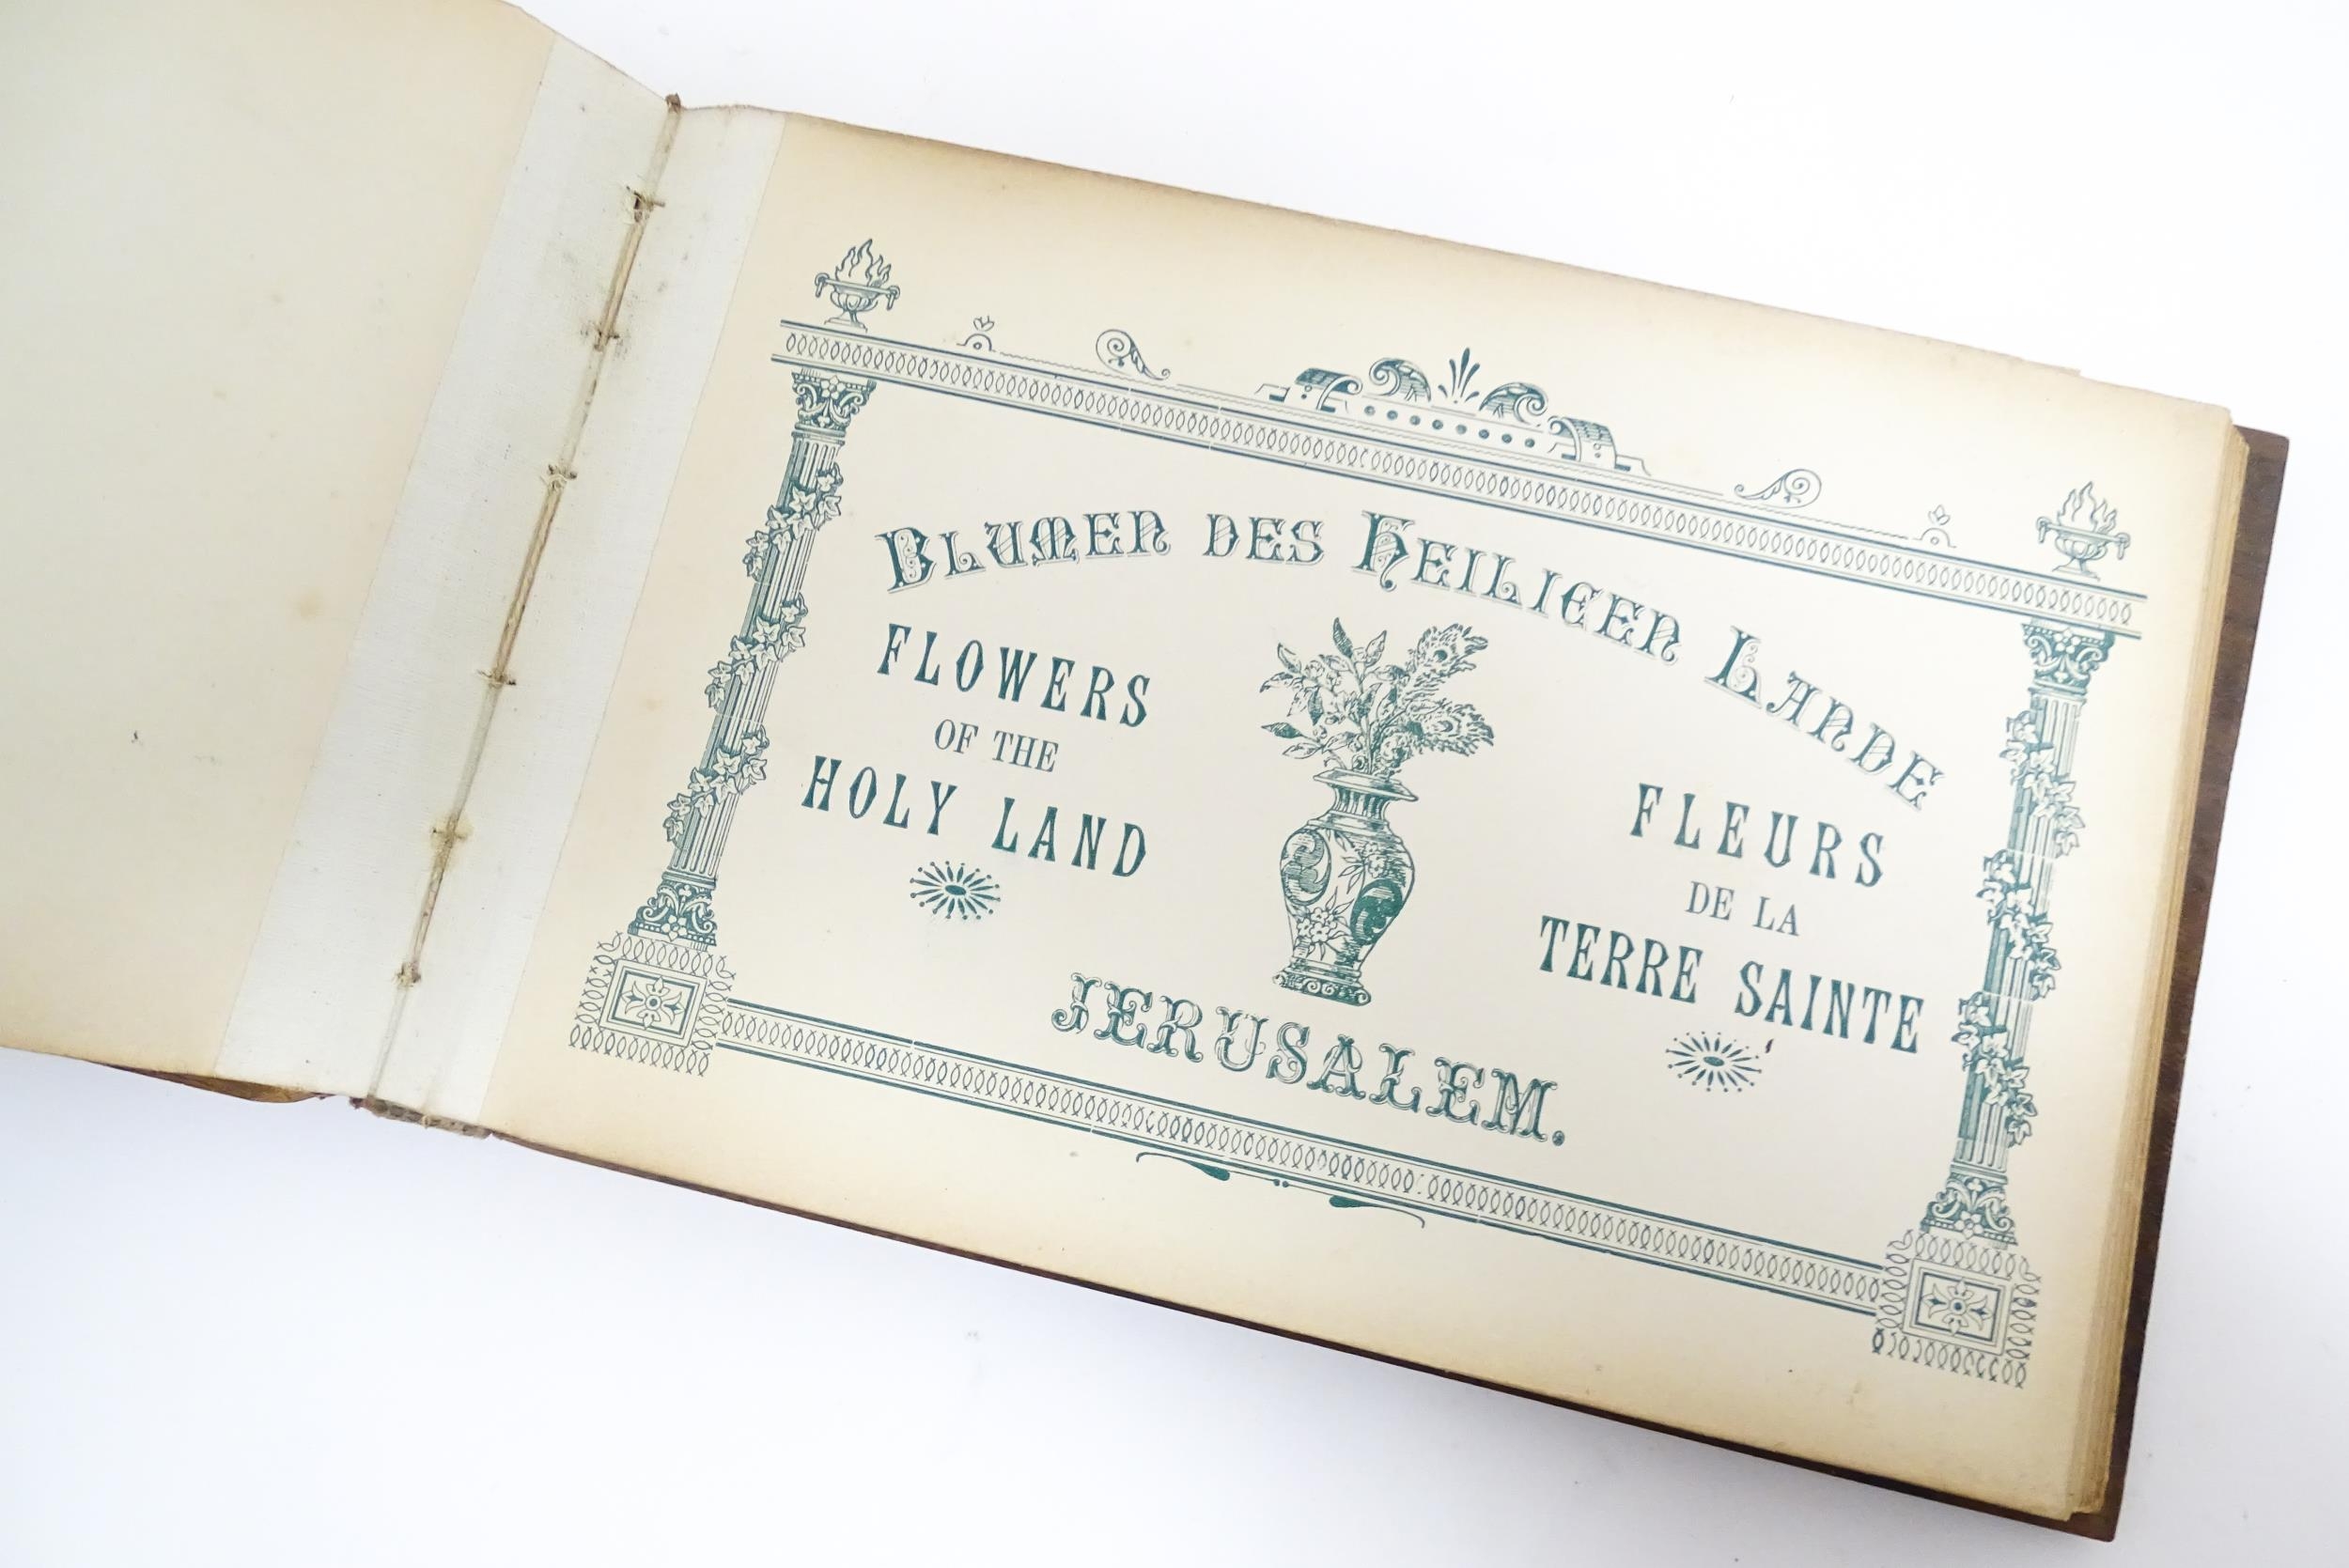 BLUMEN DES HEILIGEN LANDE
FLOWERS
OF THE
HOLY LAND
FLEURS
DE LA
TERRE SAINTE
JERUSALEM.